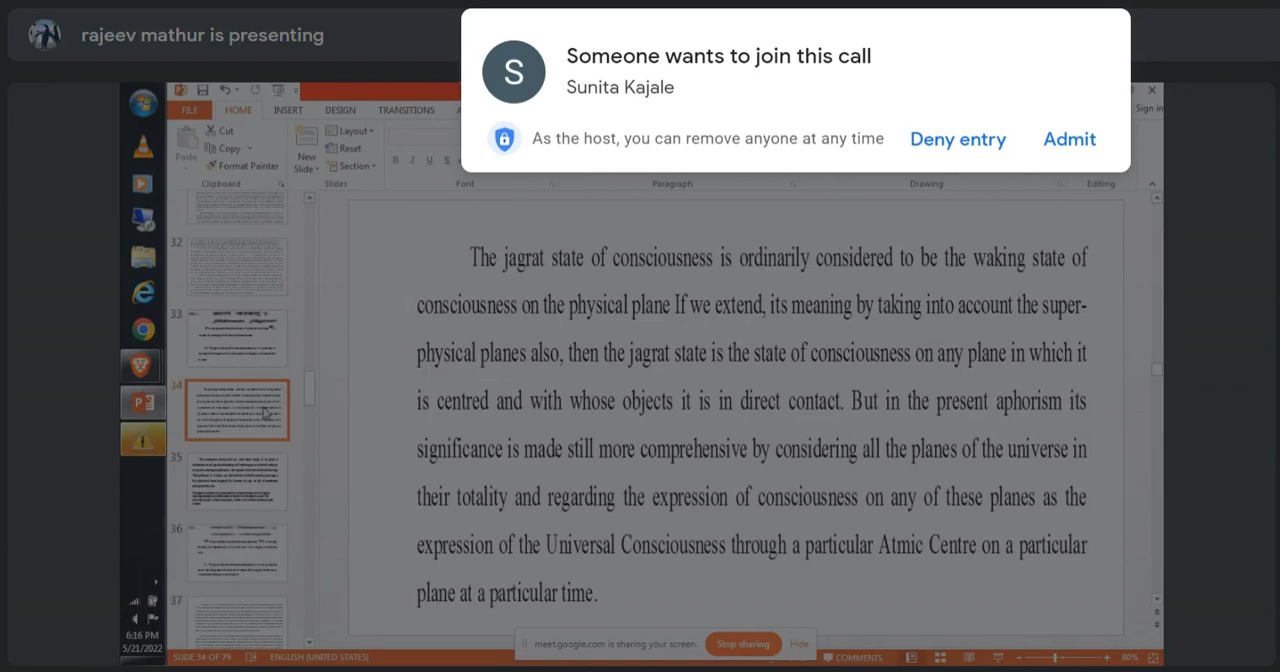 rajeev mathur is presenting
Someone wants to join this call
S
Sunita Kajale
As the host, you can remove anyone at any time
Deny entry
Admit
FILE HOME INSERT DESIGN TRANSITIONS
Sign in
Paste
Cut
Copy
Format Painter
Clipboard
New
Slide
Layout
Reset
Section
Slides
B I U S
Font
Paragraph
Drawing
Editing
32
33
34
35
36
37
The jagrat state of consciousness is ordinarily considered to be the waking state of
consciousness on the physical plane If we extend, its meaning by taking into account the super-
physical planes also, then the jagrat state is the state of consciousness on any plane in which it
is centred and with whose objects it is in direct contact. But in the present aphorism its
significance is made still more comprehensive by considering all the planes of the universe in
their totality and regarding the expression of consciousness on any of these planes as the
expression of the Universal Consciousness through a particular Atmic Centre on a particular
plane at a particular time.
meet.google.com is sharing your screen.
Stop sharing
Hide
6:16 PM
5/21/2022
SLIDE 34 OF 79
ENGLISH (UNITED STATES)
COMMENTS
80%